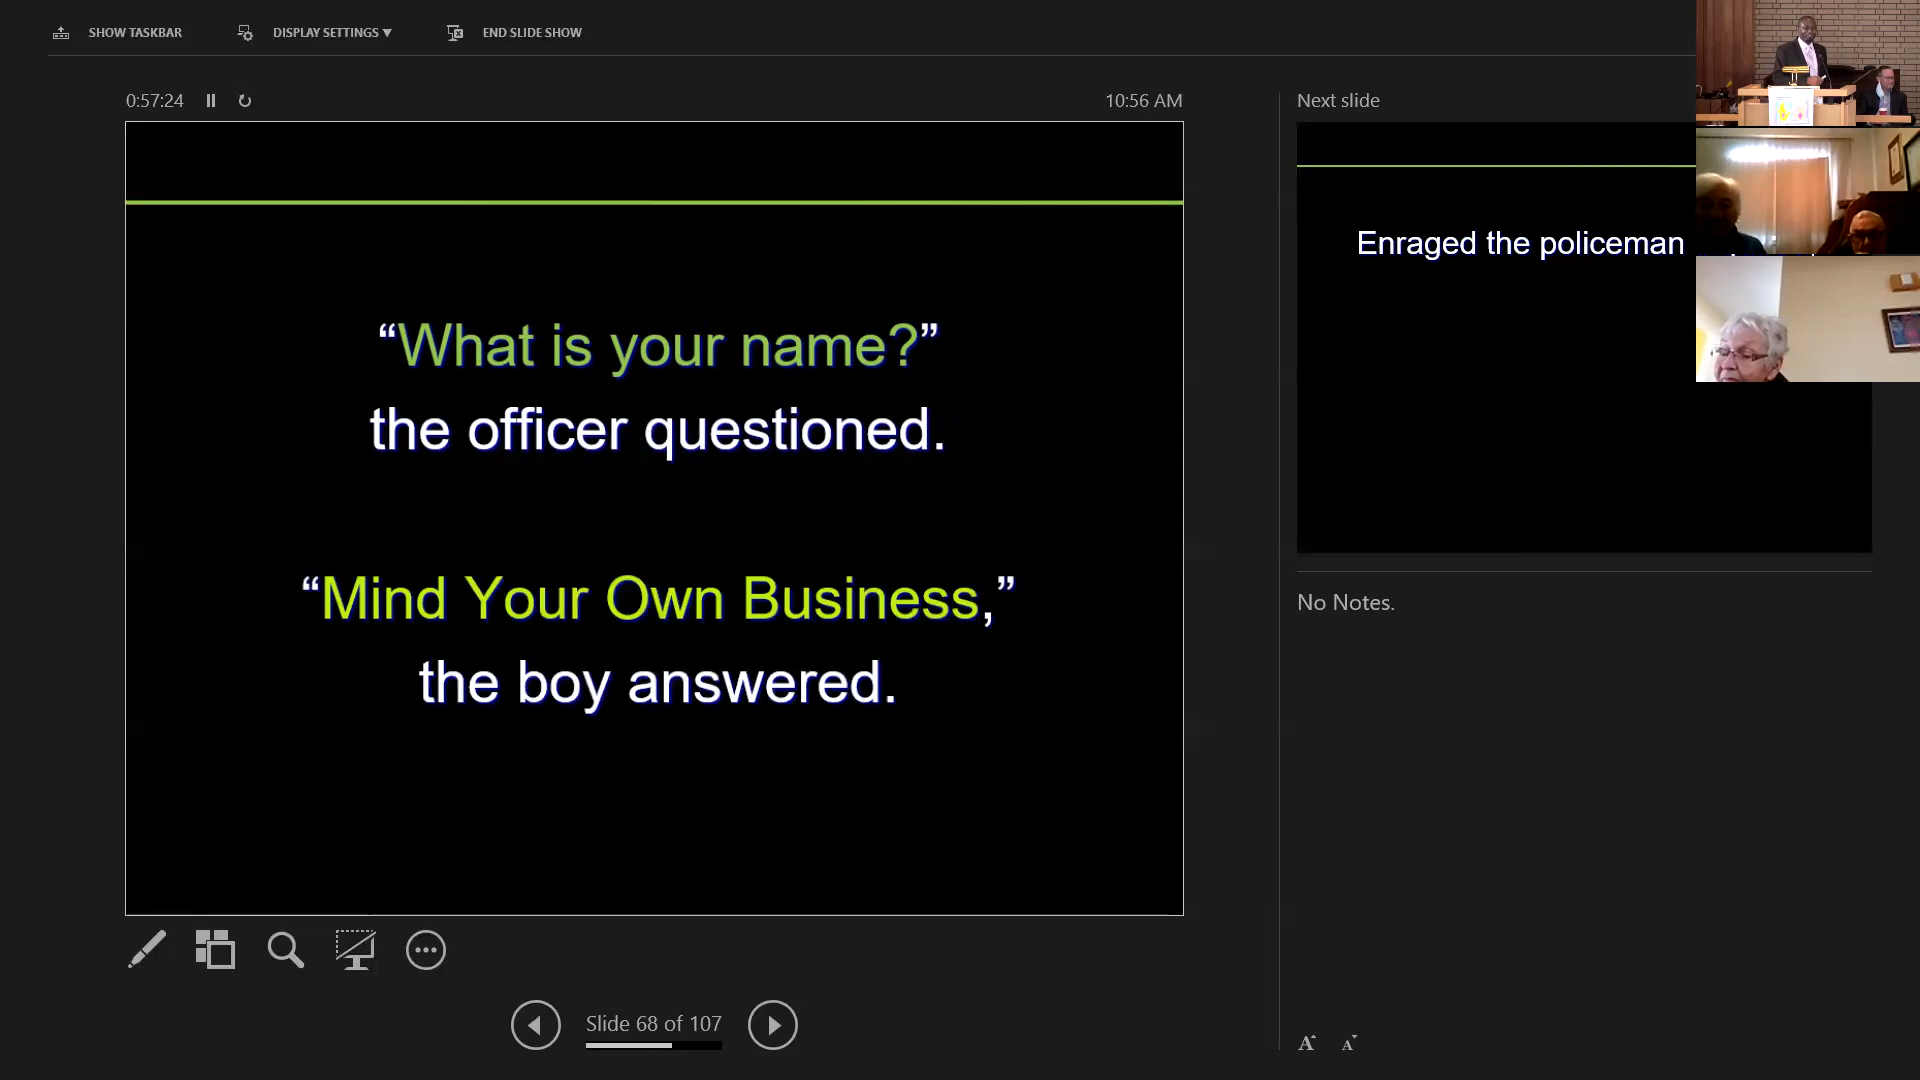 SHOW TASKBAR
DISPLAY SETTINGS ▼
END SLIDE SHOW
0:57:24
10:56 AM
“What is your name?”
the officer questioned.
“Mind Your Own Business,”
the boy answered.
Slide 68 of 107
Next slide
Enraged the policeman
No Notes.
A A